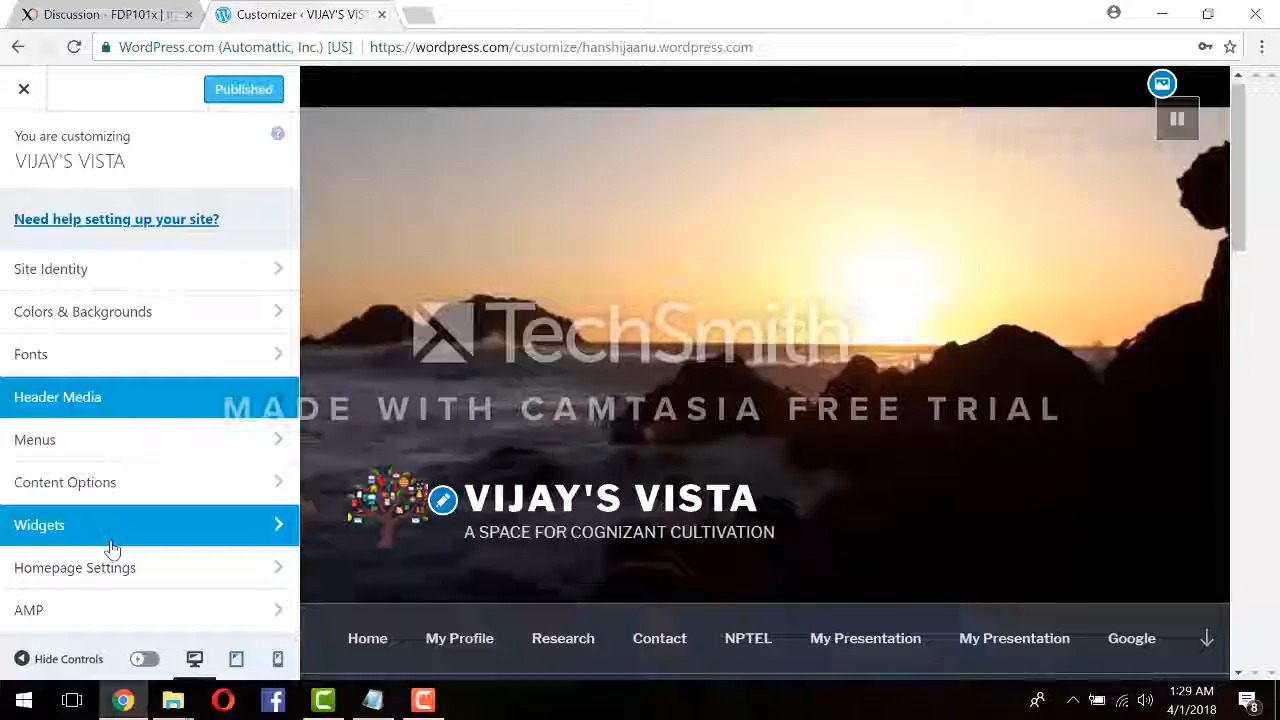 Discussion - FDP101x |
Customizer ‹ VIJAY'S VIST
WordPress.com (Automattic, Inc.) [US]
https://wordpress.com/customize/hanshijaanu.wordpress.com
Published
You are customizing
VIJAY'S VISTA
Need help setting up your site?
Site Identity
Colors & Backgrounds
Fonts
Header Media
Menus
Content Options
Widgets
Homepage Settings
AMP
Hide Controls
TechSmith
MADE WITH CAMTASIA FREE TRIAL
VIJAY'S VISTA
A SPACE FOR COGNIZANT CULTIVATION
Home
My Profile
Research
Contact
NPTEL
My Presentation
My Presentation
Google
1:29 AM
4/1/2018
8